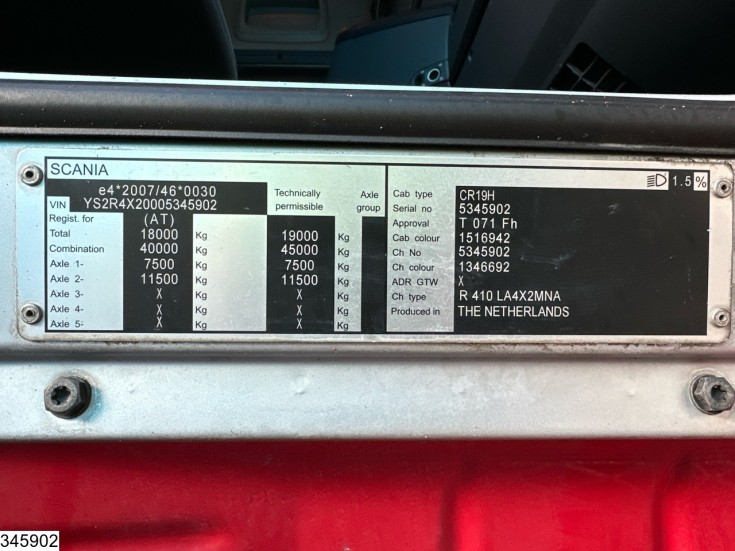 SCANIA
e4*2007/46*0030
VIN YS2R4X20005345902
Technically permissible
Axle group
Regist. for (AT)
Total 18000 Kg 19000 Kg
Combination 40000 Kg 45000 Kg
Axle 1- 7500 Kg 7500 Kg
Axle 2- 11500 Kg 11500 Kg
Axle 3- X Kg X Kg
Axle 4- X Kg X Kg
Axle 5- X Kg X Kg
1.5 %
Cab type CR19H
Serial no 5345902
Approval T 071 Fh
Cab colour 1516942
Ch No 5345902
Ch colour 1346692
ADR GTW X
Ch type R 410 LA4X2MNA
Produced in THE NETHERLANDS
345902